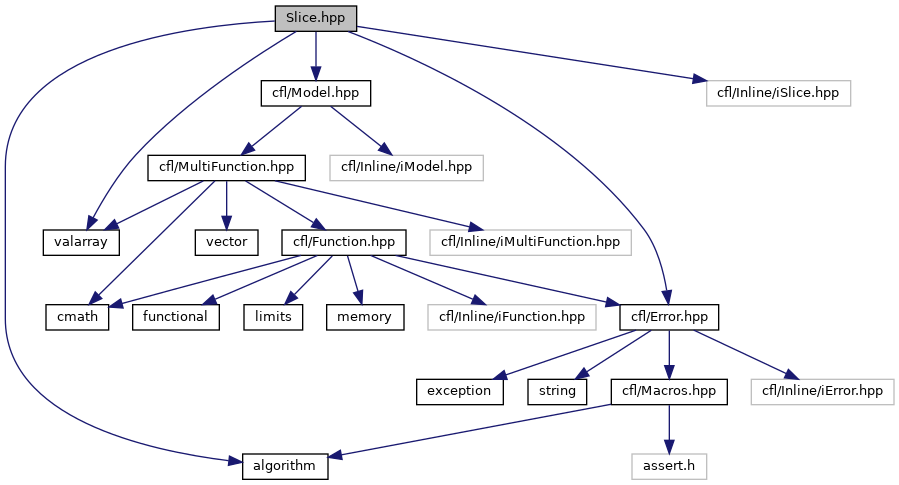 Slice.hpp
cfl/Model.hpp
cfl/Inline/iSlice.hpp
cfl/MultiFunction.hpp
cfl/Inline/iModel.hpp
valarray
vector
cfl/Function.hpp
cfl/Inline/iMultiFunction.hpp
cmath
functional
limits
memory
cfl/Inline/iFunction.hpp
cfl/Error.hpp
exception
string
cfl/Macros.hpp
cfl/Inline/iError.hpp
algorithm
assert.h